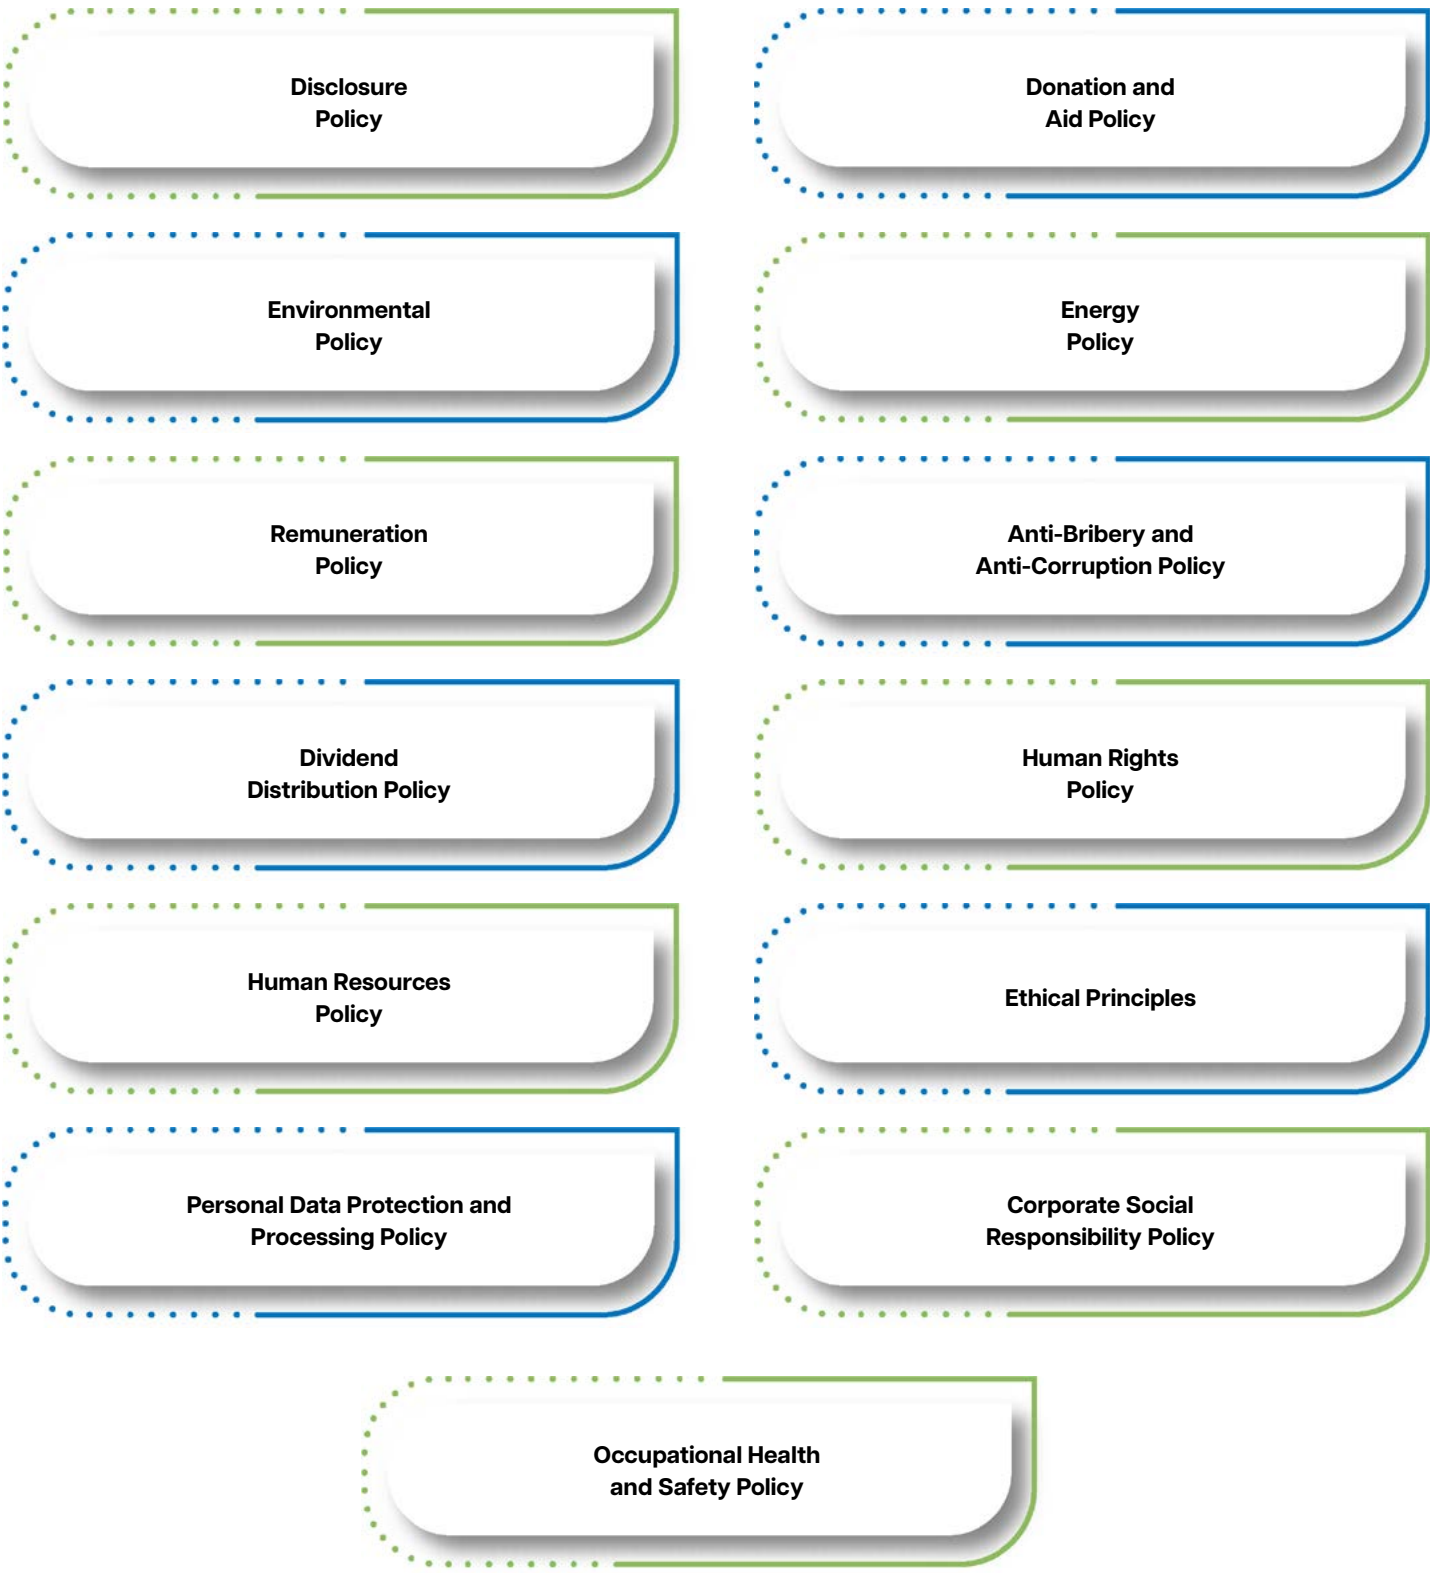 Disclosure
Policy
Donation and
Aid Policy
Environmental
Policy
Energy
Policy
Remuneration
Policy
Anti-Bribery and
Anti-Corruption Policy
Dividend
Distribution Policy
Human Rights
Policy
Human Resources
Policy
Ethical Principles
Personal Data Protection and
Processing Policy
Corporate Social
Responsibility Policy
Occupational Health
and Safety Policy